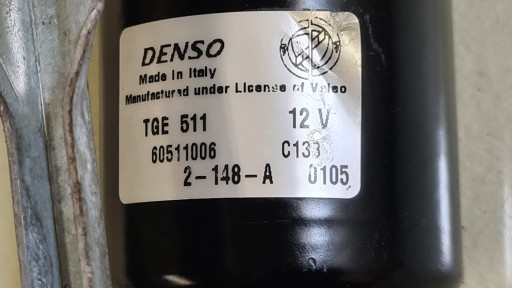 DENSO
Made in Italy
Manufactured under License of Valeo
TGE 511 12 V
60511006 C133
2-148-A 0105